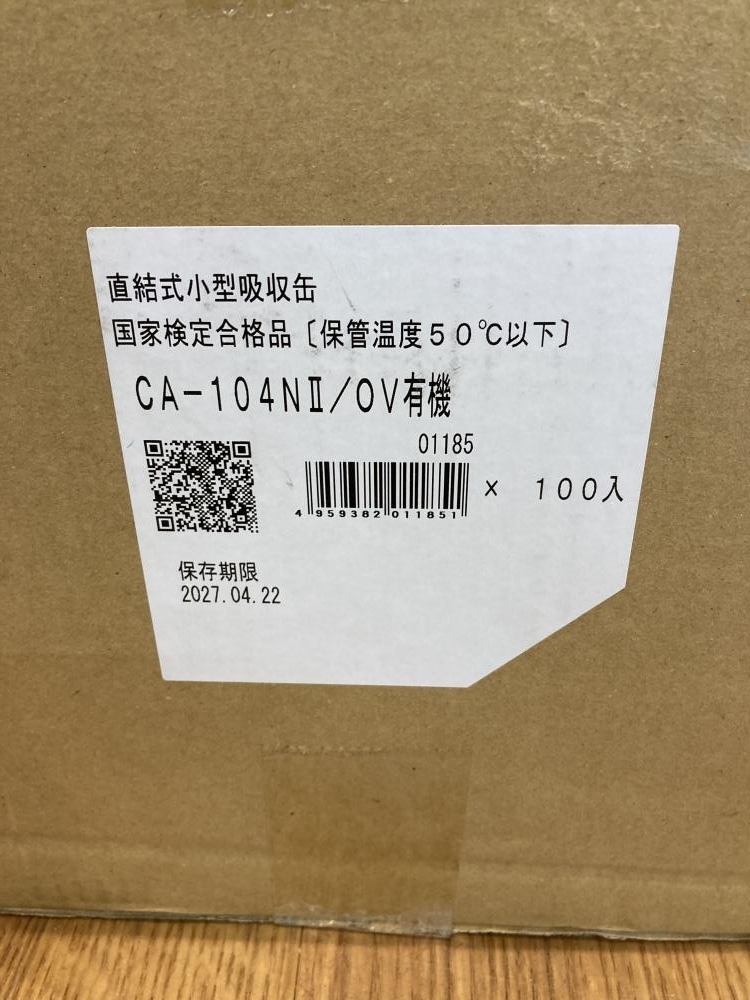 直結式小型吸収缶
国家検定合格品〔保管温度50℃以下〕
CA-104NⅡ/OV有機
01185
4 959382 011851
× 100入
保存期限
2027.04.22